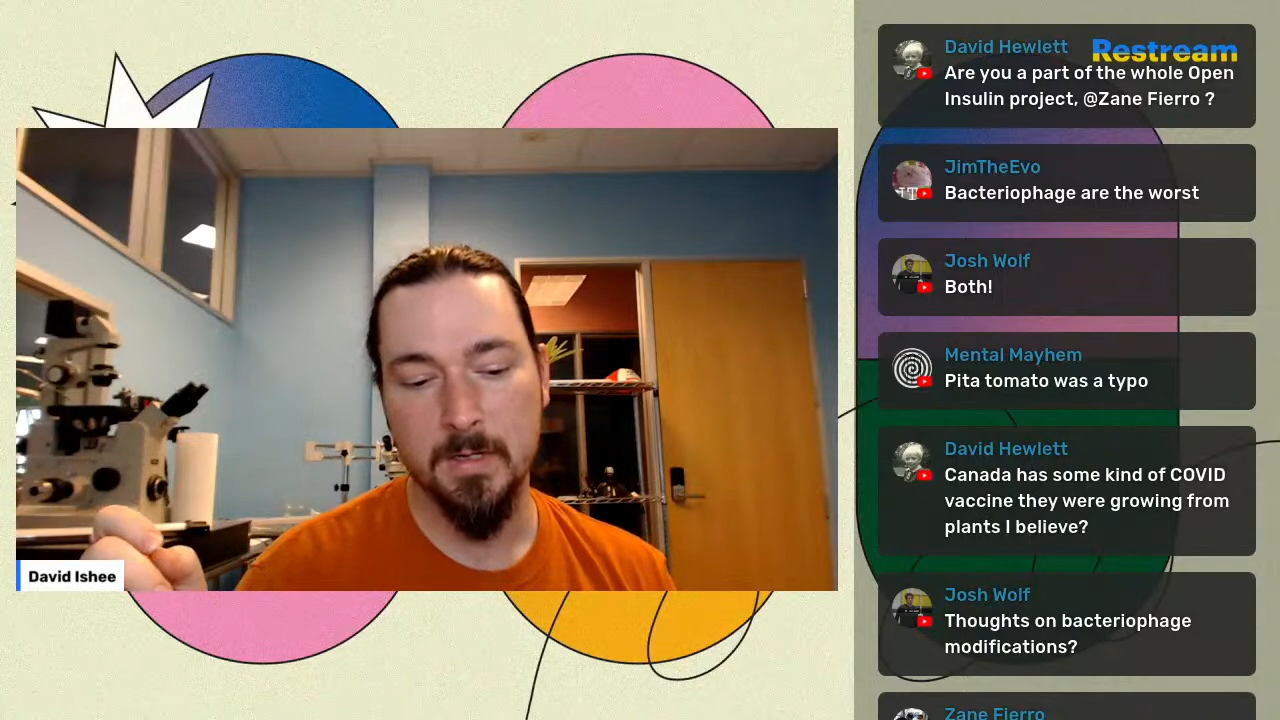 David Hewlett
Restream
Are you a part of the whole Open
Insulin project, @Zane Fierro ?
JimTheEvo
Bacteriophage are the worst
Josh Wolf
Both!
Mental Mayhem
Pita tomato was a typo
David Hewlett
Canada has some kind of COVID
vaccine they were growing from
plants I believe?
David Ishee
Josh Wolf
Thoughts on bacteriophage
modifications?
Zane Fierro